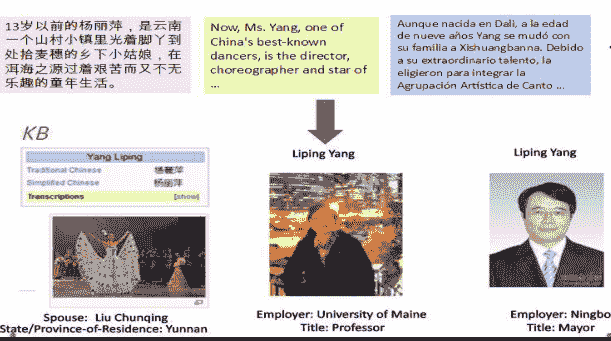 13岁以前的杨丽萍，是云南
一个山村小镇里光着脚丫到
处拾麦穗的乡下小姑娘，在
洱海之源过着艰苦而又不无
乐趣的童年生活。
Now, Ms. Yang, one of
China's best-known
dancers, is the director,
choreographer and star of
...
Aunque nacida en Dali, a la edad
de nueve años Yang se mudó con
su familia a Xishuangbanna. Debido
a su extraordinario talento, la
eligieron para integrar la
Agrupación Artística de Canto ...
KB
Yang Liping
Traditional Chinese 楊麗萍
Simplified Chinese 杨丽萍
Transcriptions [show]
Spouse: Liu Chunqing
State/Province-of-Residence: Yunnan
Liping Yang
Employer: University of Maine
Title: Professor
Liping Yang
Employer: Ningbo
Title: Mayor